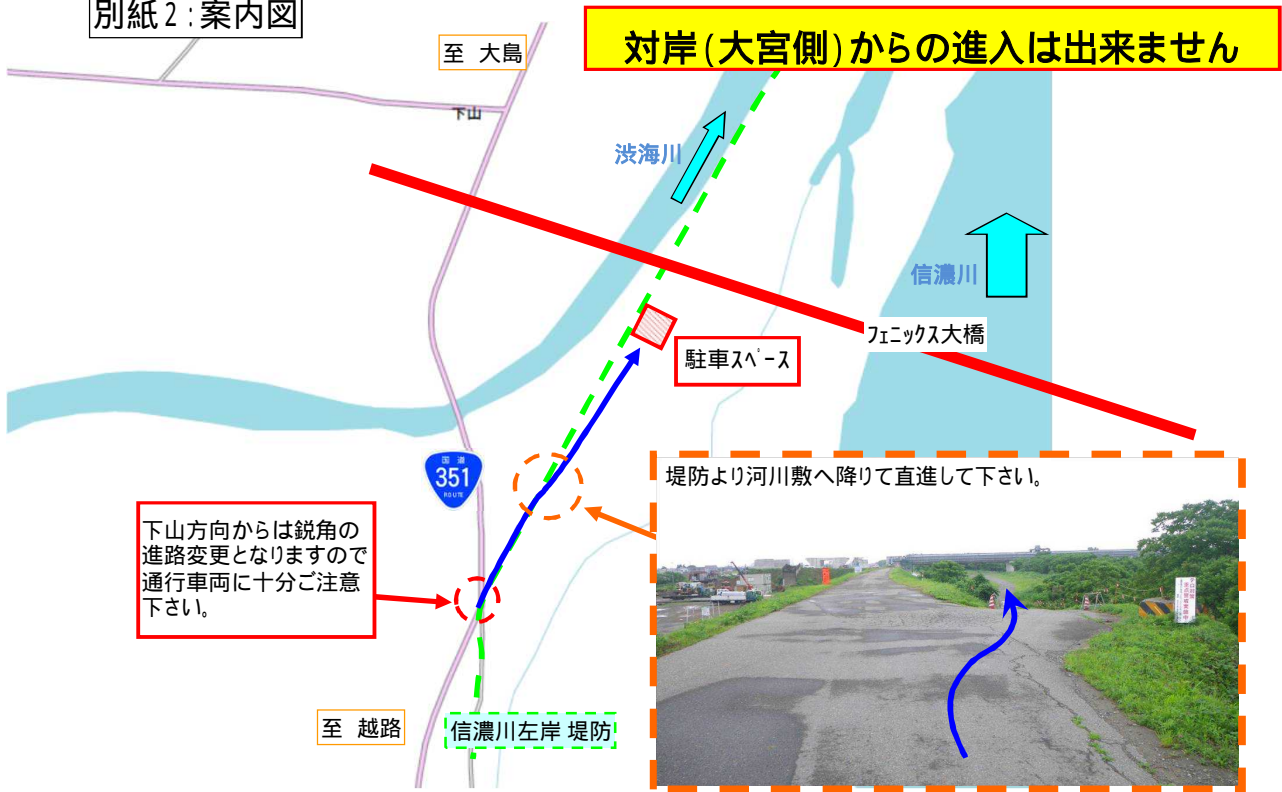 別紙2:案内図
対岸(大宮側)からの進入は出来ません
至 大島
下山
渋海川
信濃川
フェニックス大橋
駐車スペース
国道
351
ROUTE
堤防より河川敷へ降りて直進して下さい。
下山方向からは鋭角の
進路変更となりますので
通行車両に十分ご注意
下さい。
至 越路
信濃川左岸 堤防